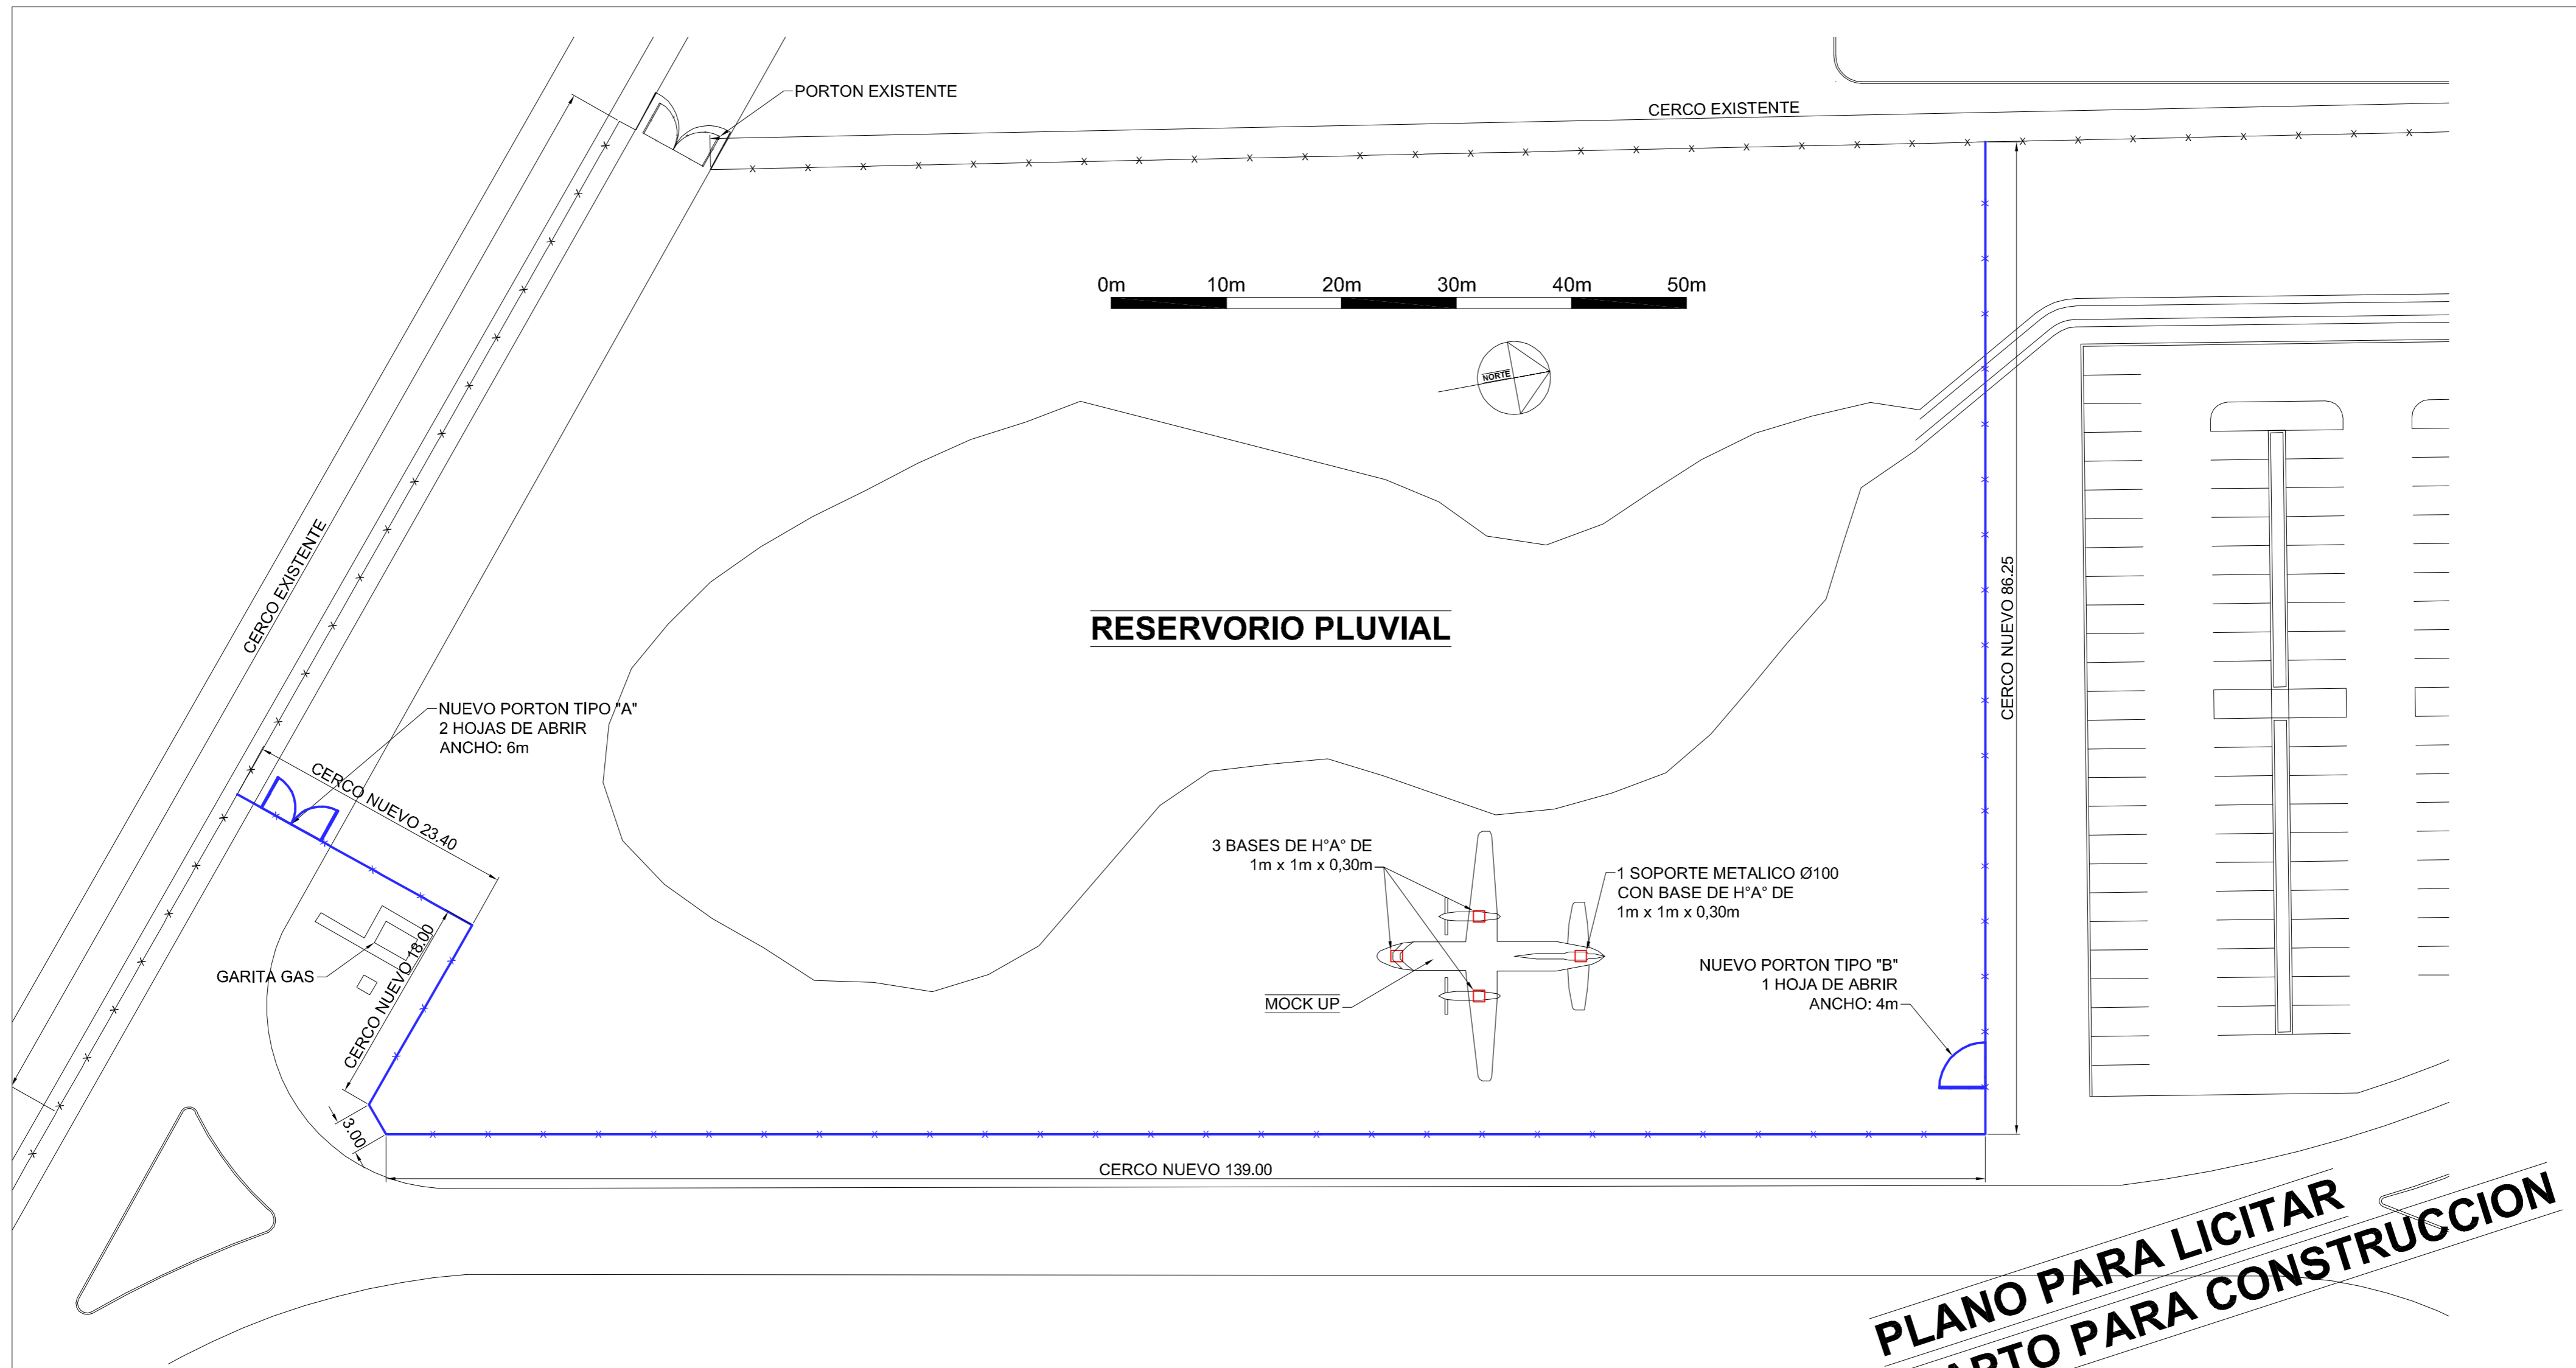 PORTON EXISTENTE
CERCO EXISTENTE
0m 10m 20m 30m 40m 50m
NORTE
CERCO EXISTENTE
RESERVORIO PLUVIAL
CERCO NUEVO 86.25
NUEVO PORTON TIPO "A"
2 HOJAS DE ABRIR
ANCHO: 6m
CERCO NUEVO 23.40
3 BASES DE H°A° DE
1m x 1m x 0,30m
1 SOPORTE METALICO Ø100
CON BASE DE H°A° DE
1m x 1m x 0,30m
GARITA GAS
CERCO NUEVO 18.00
MOCK UP
NUEVO PORTON TIPO "B"
1 HOJA DE ABRIR
ANCHO: 4m
3.00
CERCO NUEVO 139.00
PLANO PARA LICITAR
PARA CONSTRUCCION